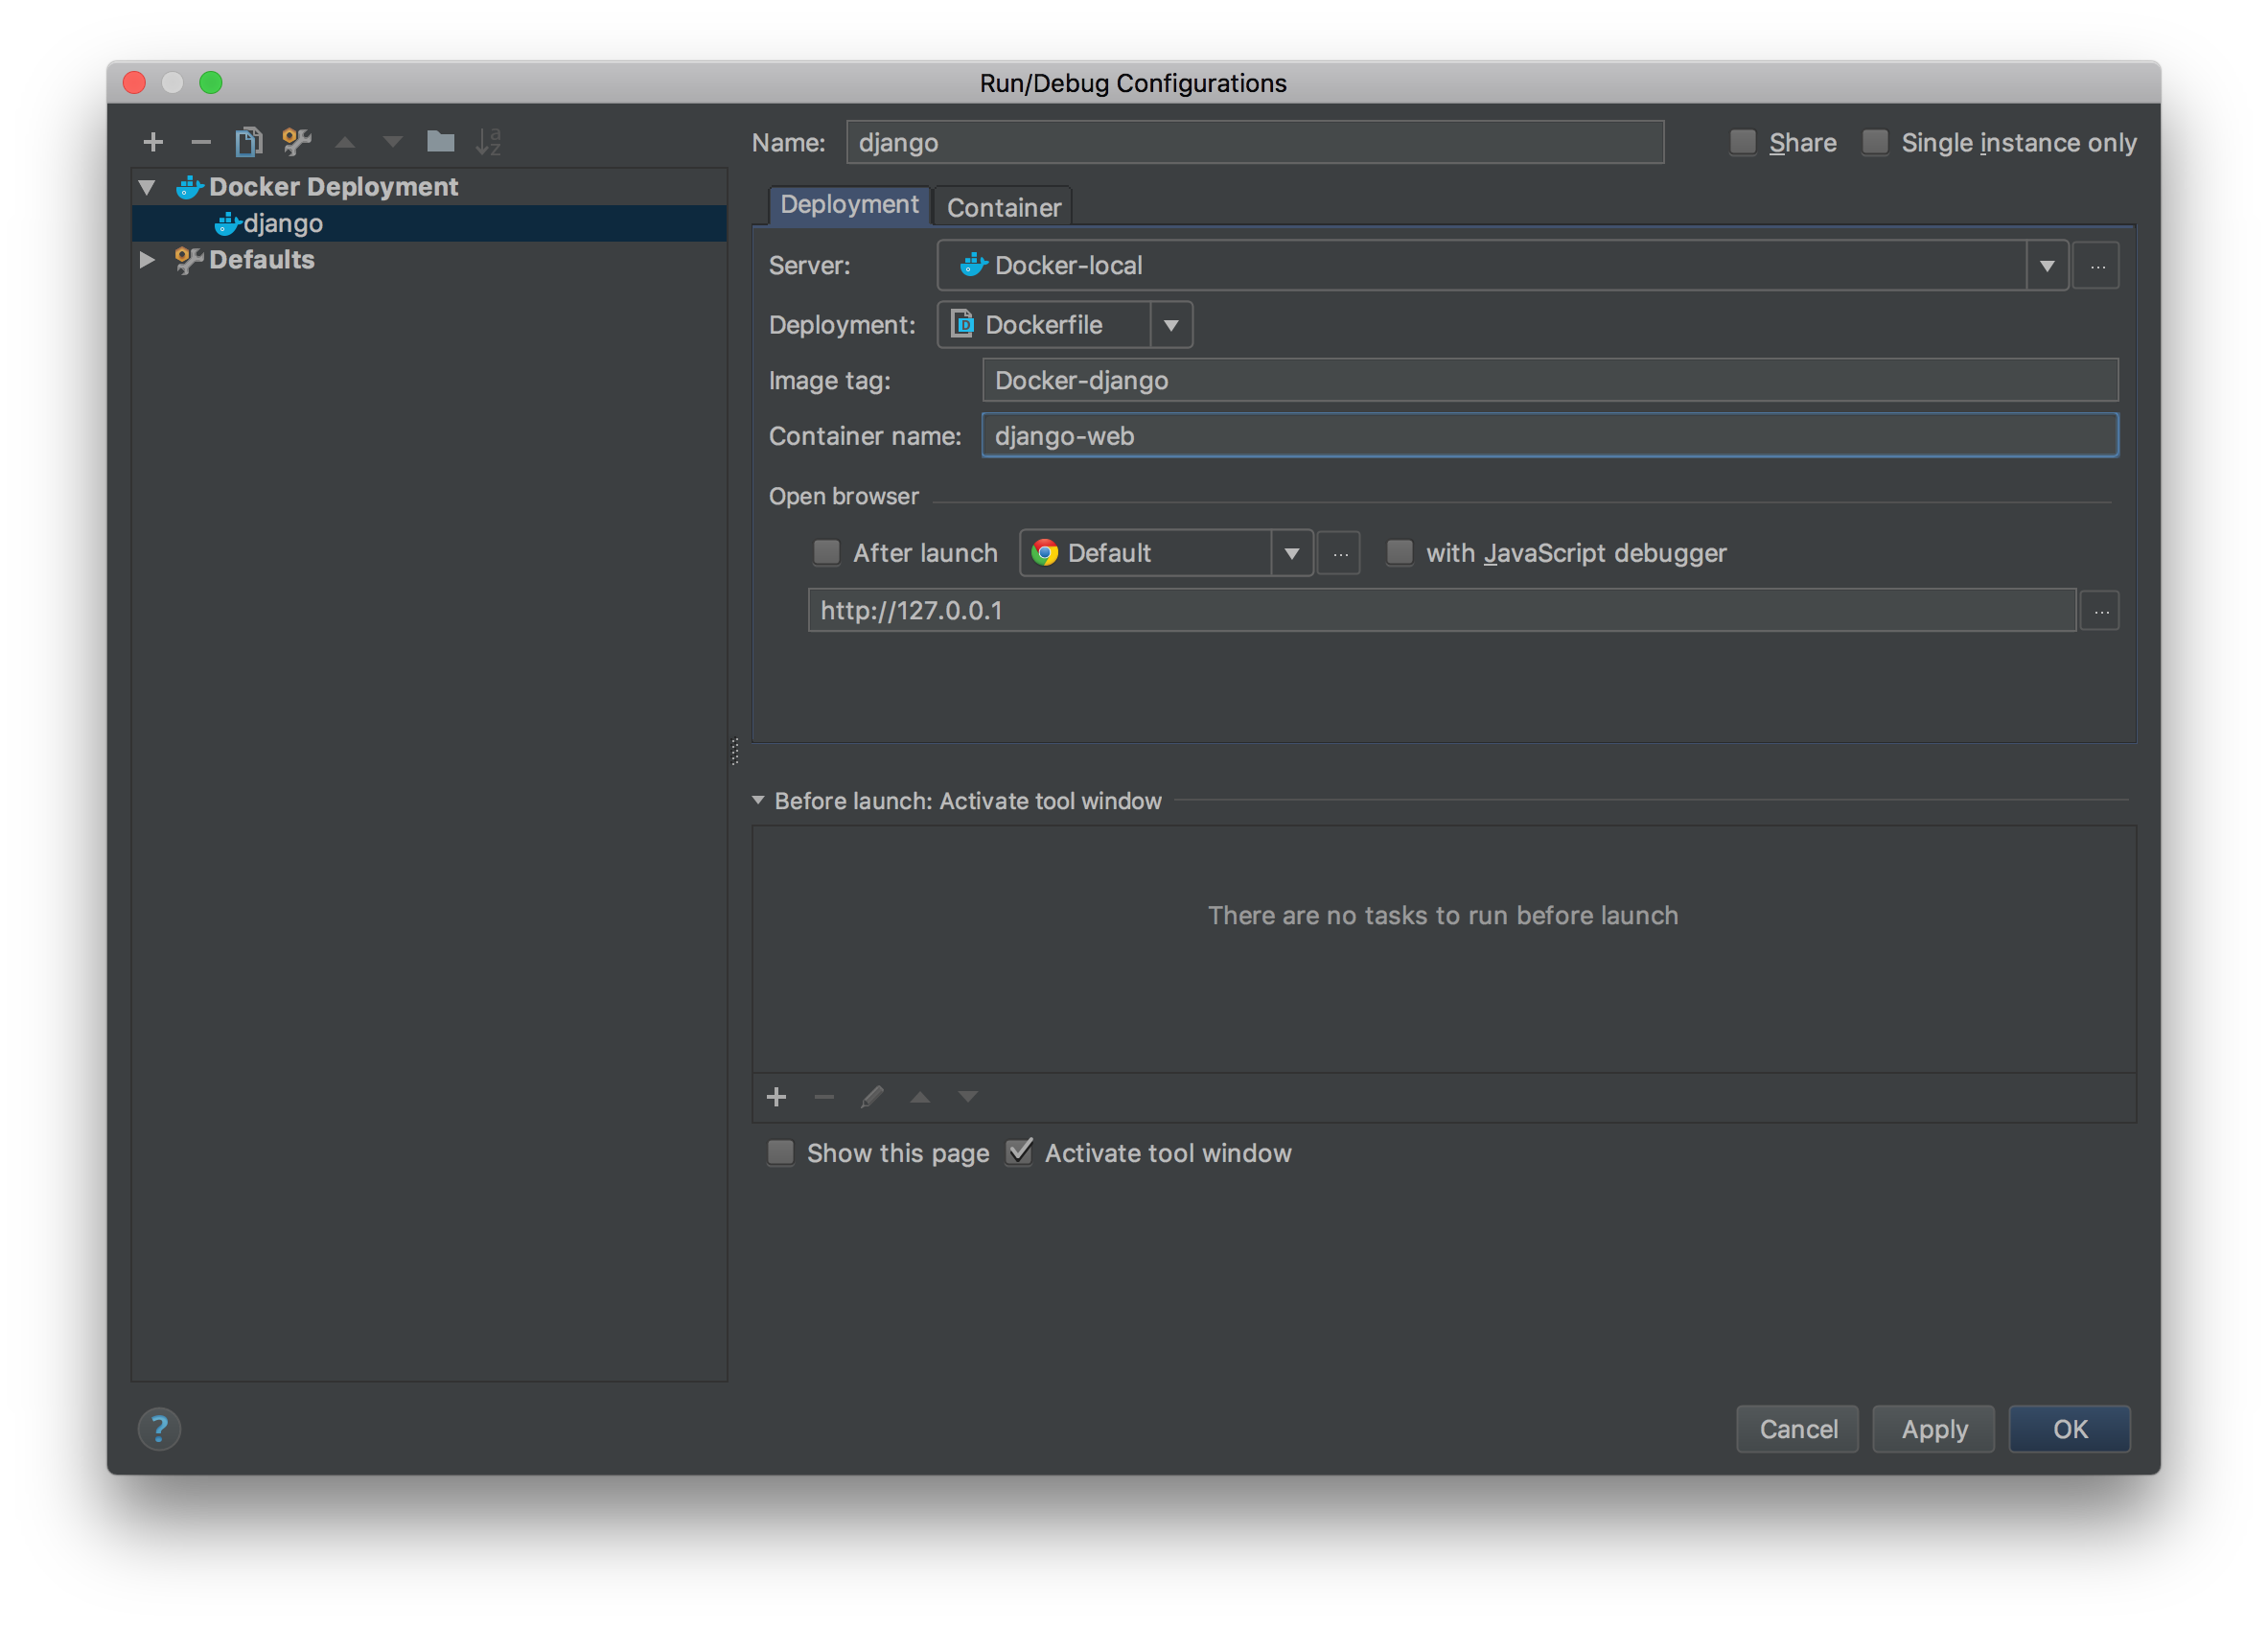 Run/Debug Configurations
Name: django Share Single instance only
Docker Deployment
django
Defaults
Deployment Container
Server: Docker-local ...
Deployment: Dockerfile
Image tag: Docker-django
Container name: django-web
Open browser
After launch Default ... with JavaScript debugger
http://127.0.0.1 ...
Before launch: Activate tool window
There are no tasks to run before launch
Show this page Activate tool window
? Cancel Apply OK